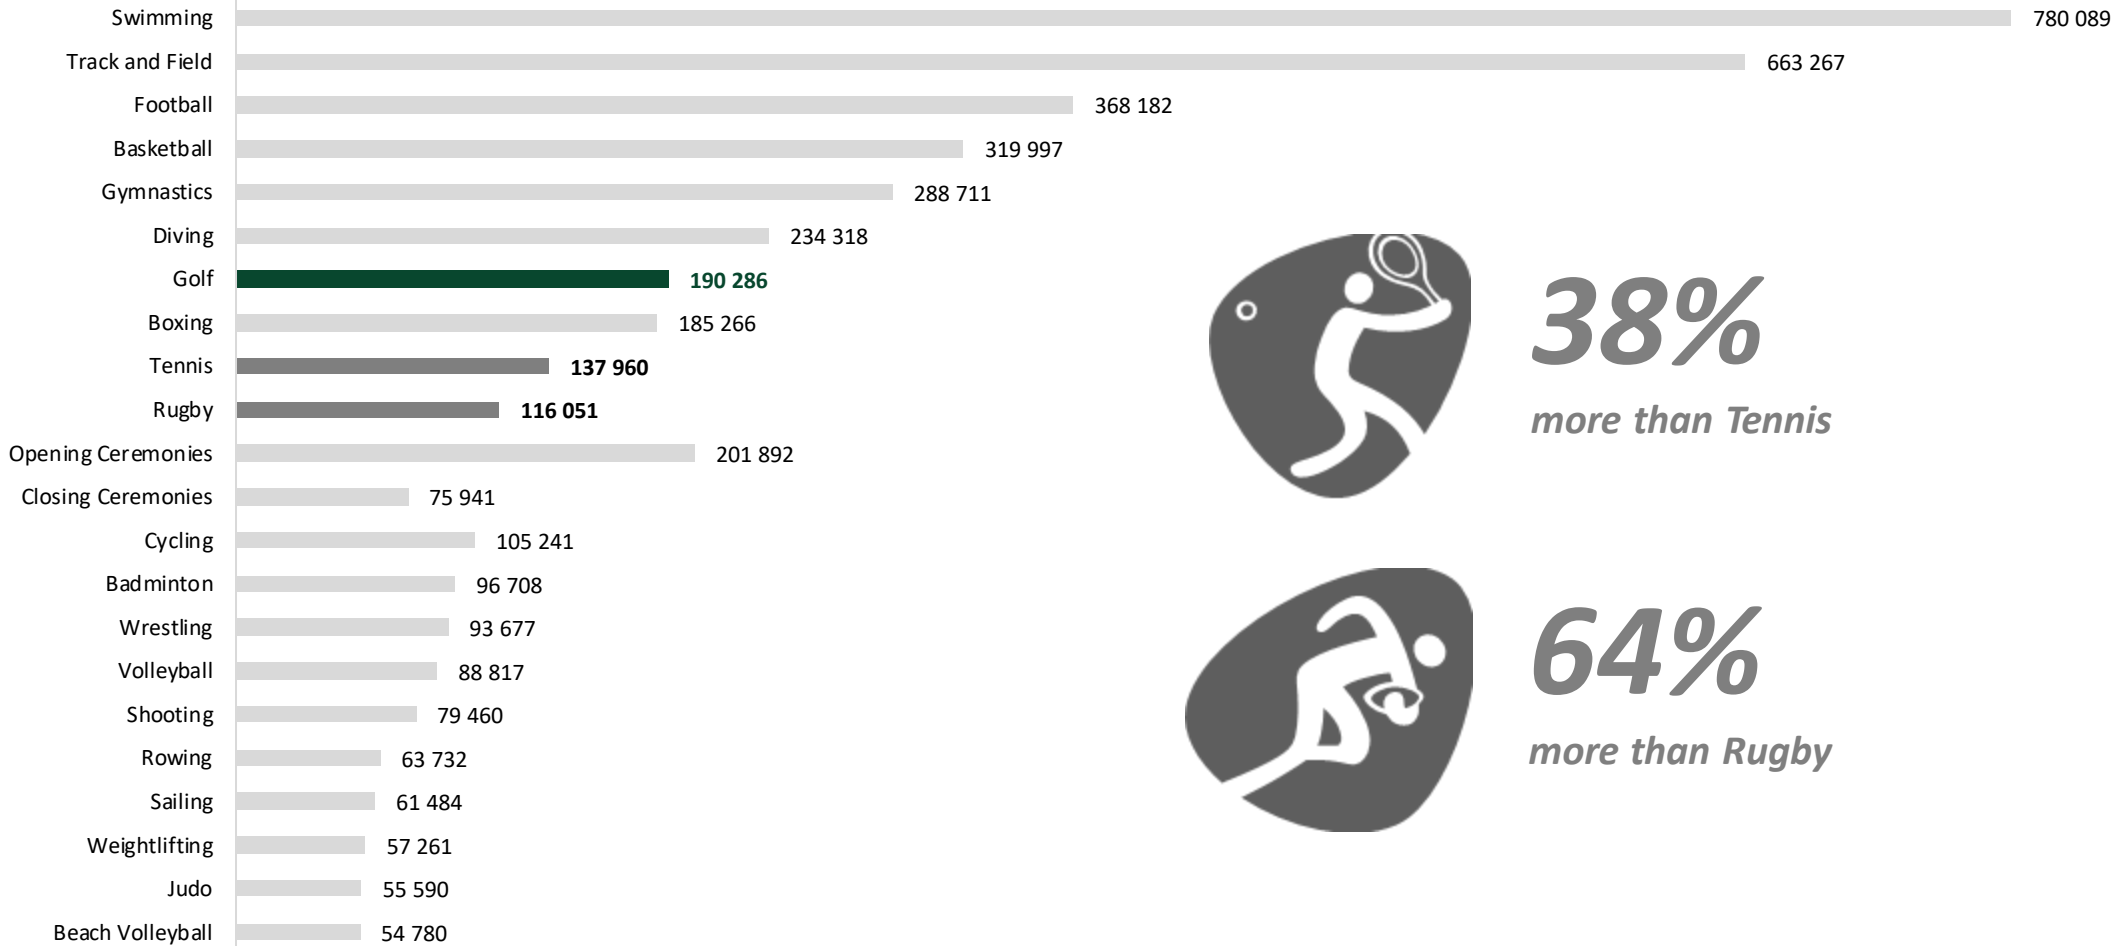 Swimming 780 089
Track and Field 663 267
Football 368 182
Basketball 319 997
Gymnastics 288 711
Diving 234 318
Golf 190 286
Boxing 185 266
Tennis 137 960
Rugby 116 051
Opening Ceremonies 201 892
Closing Ceremonies 75 941
Cycling 105 241
Badminton 96 708
Wrestling 93 677
Volleyball 88 817
Shooting 79 460
Rowing 63 732
Sailing 61 484
Weightlifting 57 261
Judo 55 590
Beach Volleyball 54 780
38%
more than Tennis
64%
more than Rugby